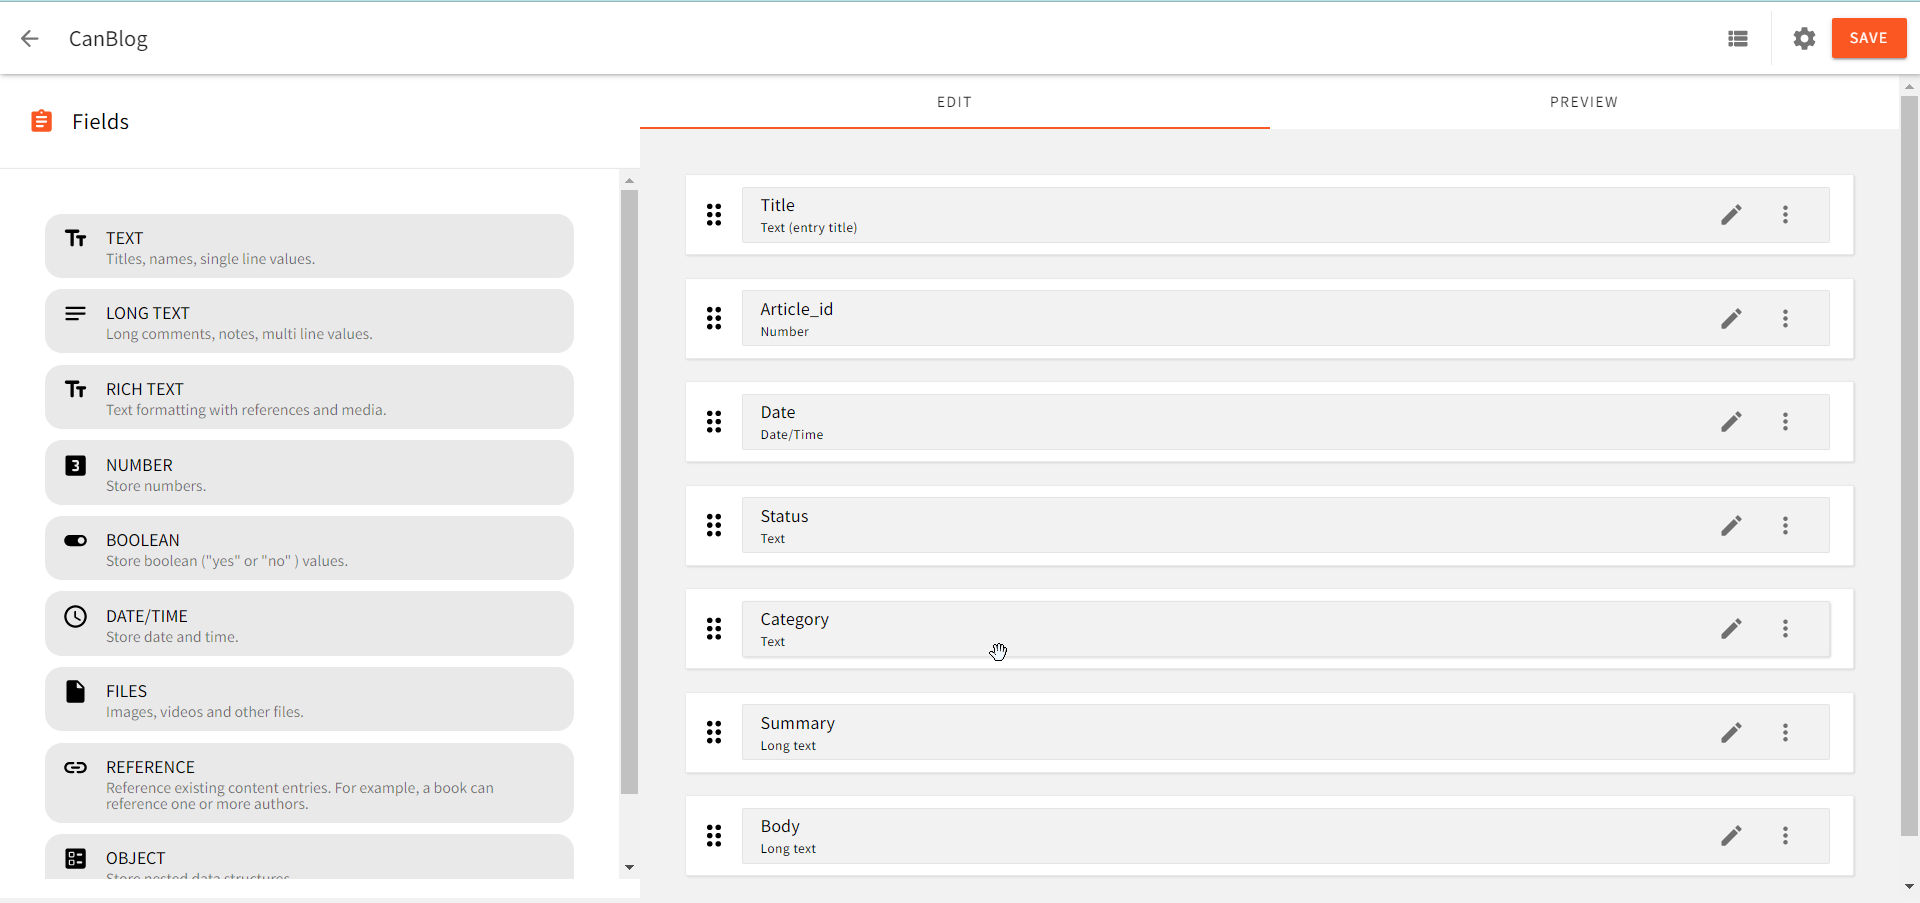 CanBlog
SAVE
Fields
EDIT
PREVIEW
TEXT
Titles, names, single line values.
LONG TEXT
Long comments, notes, multi line values.
RICH TEXT
Text formatting with references and media.
NUMBER
Store numbers.
BOOLEAN
Store boolean ("yes" or "no" ) values.
DATE/TIME
Store date and time.
FILES
Images, videos and other files.
REFERENCE
Reference existing content entries. For example, a book can
reference one or more authors.
OBJECT
Store nested data structures.
Title
Text (entry title)
Article_id
Number
Date
Date/Time
Status
Text
Category
Text
Summary
Long text
Body
Long text